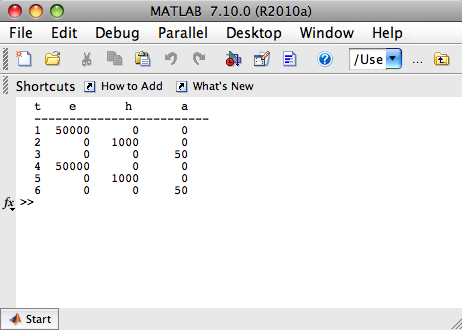 MATLAB 7.10.0 (R2010a)
File Edit Debug Parallel Desktop Window Help
/Use ...
Shortcuts How to Add What's New
t e h a
---------------------------
1 50000 0 0
2 0 1000 0
3 0 0 50
4 50000 0 0
5 0 1000 0
6 0 0 50
fx >>
Start